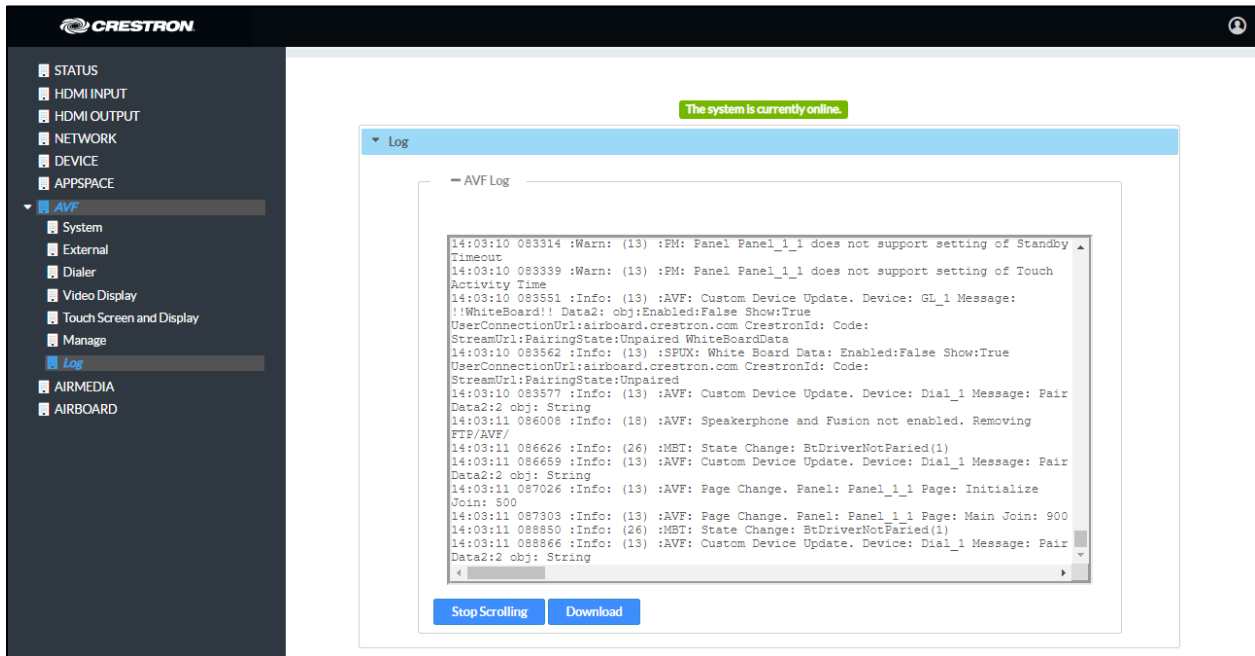 CRESTRON
STATUS
HDMI INPUT
HDMI OUTPUT
NETWORK
DEVICE
APPSPACE
AVF
System
External
Dialer
Video Display
Touch Screen and Display
Manage
Log
AIRMEDIA
AIRBOARD
The system is currently online.
Log
AVF Log
14:03:10 083314 :Warn: (13) :PM: Panel Panel_1_1 does not support setting of Standby
Timeout
14:03:10 083339 :Warn: (13) :PM: Panel Panel_1_1 does not support setting of Touch
Activity Time
14:03:10 083551 :Info: (13) :AVF: Custom Device Update. Device: GL_1 Message:
!!WhiteBoard!! Data2: obj:Enabled:False Show:True
UserConnectionUrl:airboard.crestron.com CrestronId: Code:
StreamUrl:PairingState:Unpaired WhiteBoardData
14:03:10 083562 :Info: (13) :SPUX: White Board Data: Enabled:False Show:True
UserConnectionUrl:airboard.crestron.com CrestronId: Code:
StreamUrl:PairingState:Unpaired
14:03:10 083577 :Info: (13) :AVF: Custom Device Update. Device: Dial_1 Message: Pair
Data2:2 obj: String
14:03:11 086008 :Info: (18) :AVF: Speakerphone and Fusion not enabled. Removing
FTP/AVF/
14:03:11 086626 :Info: (26) :MBT: State Change: BtDriverNotParied(1)
14:03:11 086659 :Info: (13) :AVF: Custom Device Update. Device: Dial_1 Message: Pair
Data2:2 obj: String
14:03:11 087026 :Info: (13) :AVF: Page Change. Panel: Panel_1_1 Page: Initialize
Join: 500
14:03:11 087303 :Info: (13) :AVF: Page Change. Panel: Panel_1_1 Page: Main Join: 900
14:03:11 088850 :Info: (26) :MBT: State Change: BtDriverNotParied(1)
14:03:11 088866 :Info: (13) :AVF: Custom Device Update. Device: Dial_1 Message: Pair
Data2:2 obj: String
Stop Scrolling
Download